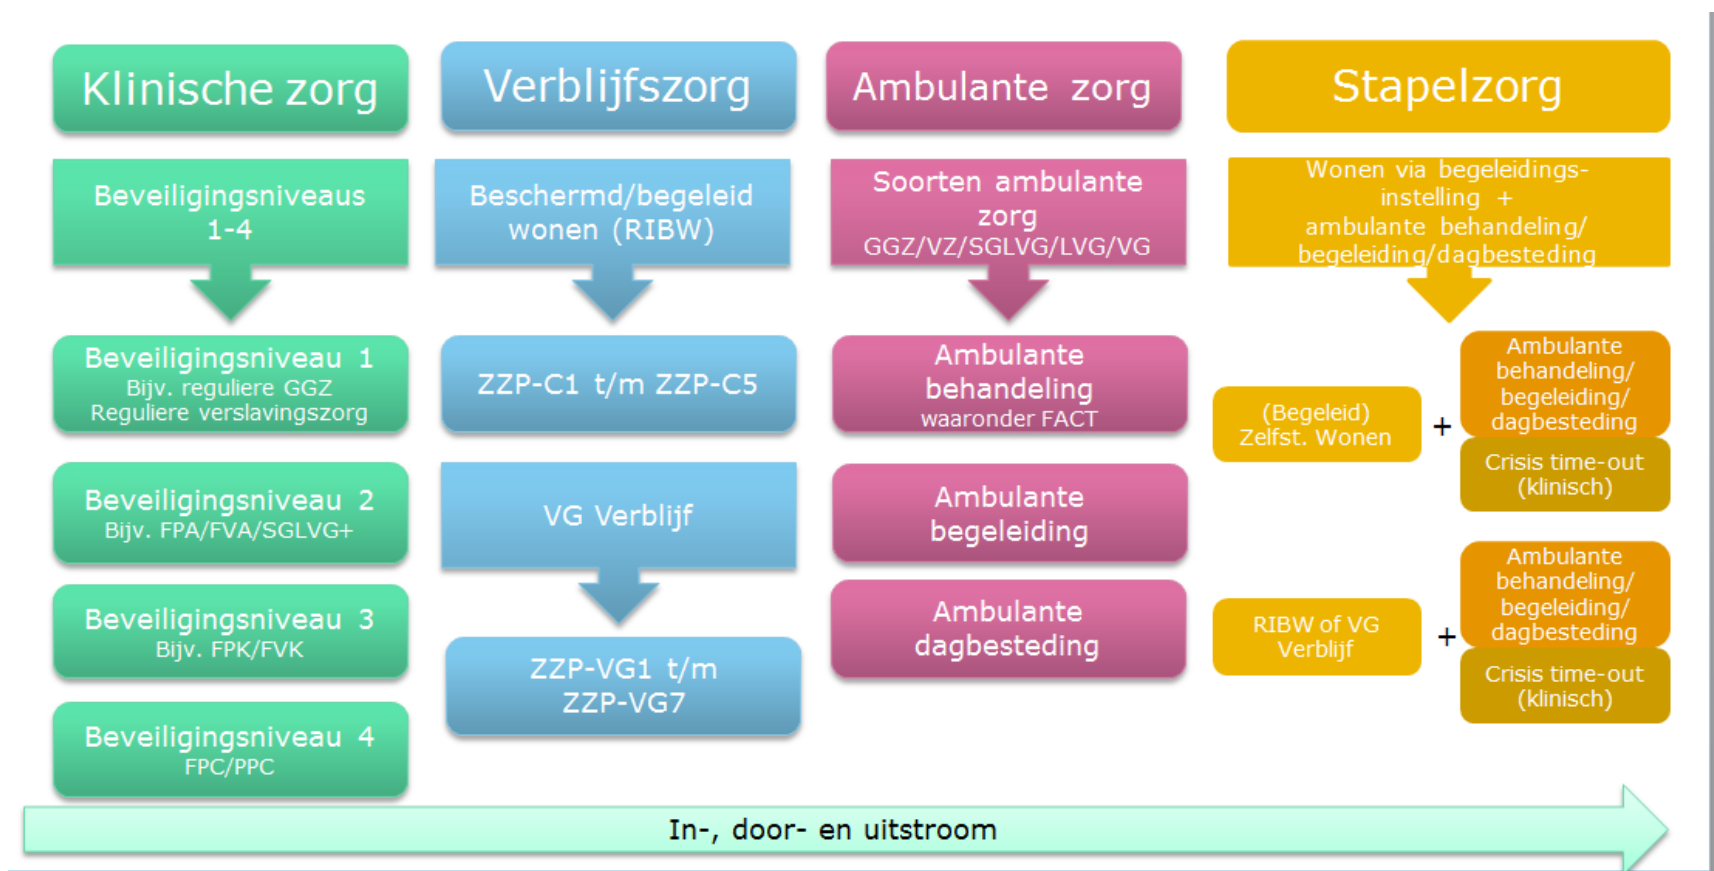 Klinische zorg
Beveiligingsniveaus
1-4
Beveiligingsniveau 1
Bijv. reguliere GGZ
Reguliere verslavingszorg
Beveiligingsniveau 2
Bijv. FPA/FVA/SGLVG+
Beveiligingsniveau 3
Bijv. FPK/FVK
Beveiligingsniveau 4
FPC/PPC
Verblijfszorg
Beschermd/begeleid
wonen (RIBW)
ZZP-C1 t/m ZZP-C5
VG Verblijf
ZZP-VG1 t/m
ZZP-VG7
Ambulante zorg
Soorten ambulante
zorg
GGZ/VZ/SGLVG/LVG/VG
Ambulante
behandeling
waaronder FACT
Ambulante
begeleiding
Ambulante
dagbesteding
Stapelzorg
Wonen via begeleidings-
instelling +
ambulante behandeling/
begeleiding/dagbesteding
(Begeleid)
Zelfst. Wonen
+
Ambulante
behandeling/
begeleiding/
dagbesteding
Crisis time-out
(klinisch)
RIBW of VG
Verblijf
+
Ambulante
behandeling/
begeleiding/
dagbesteding
Crisis time-out
(klinisch)
In-, door- en uitstroom